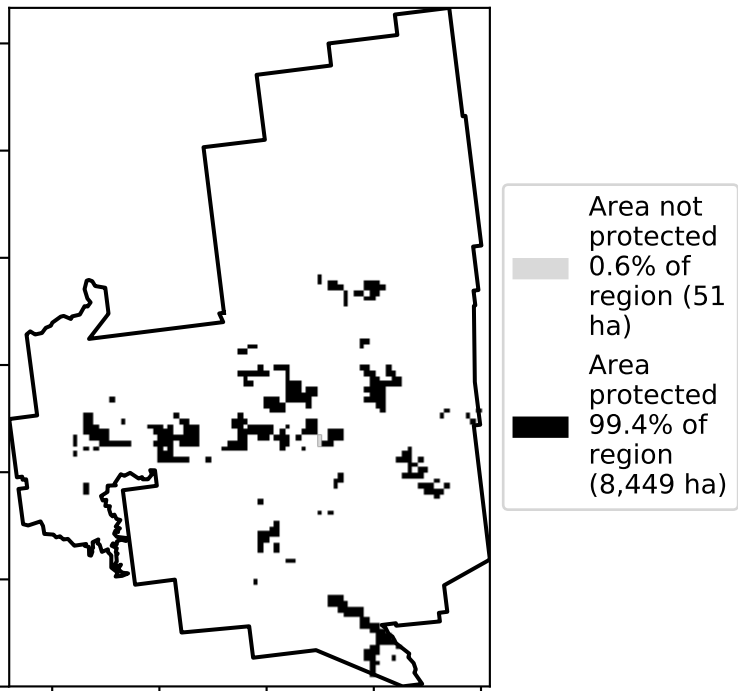 Area not
protected
0.6% of
region (51
ha)
Area
protected
99.4% of
region
(8,449 ha)